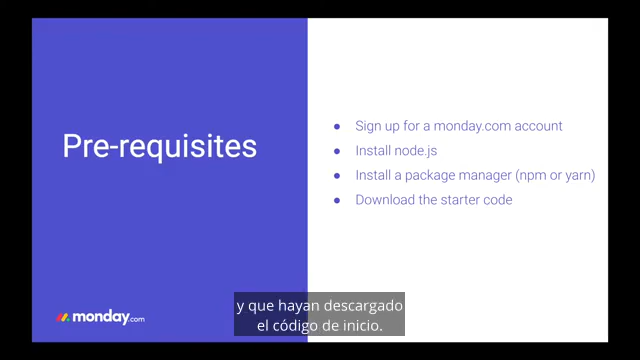 Pre-requisites
● Sign up for a monday.com account
● Install node.js
● Install a package manager (npm or yarn)
● Download the starter code
monday.com
y que hayan descargado
el código de inicio.